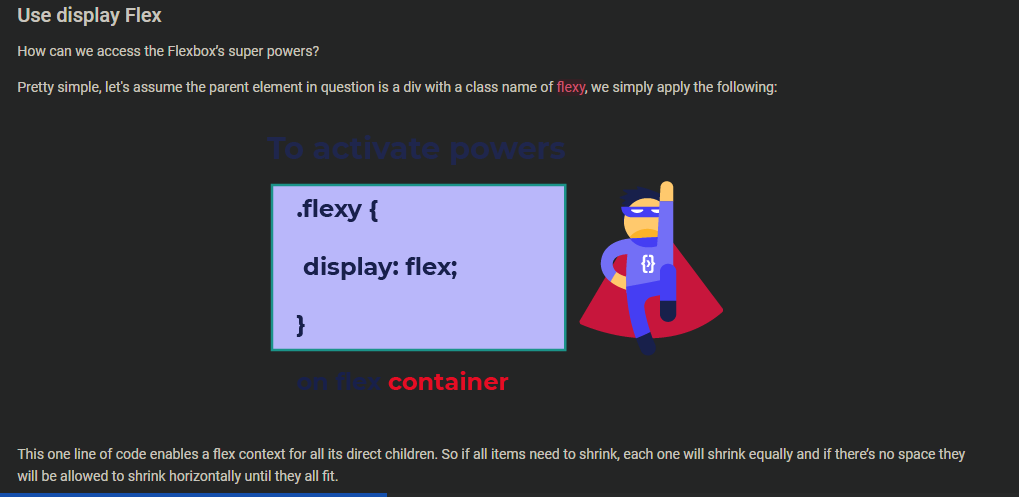 Use display Flex
How can we access the Flexbox's super powers?
Pretty simple, let's assume the parent element in question is a div with a class name of flexy, we simply apply the following:
To activate powers
.flexy {
display: flex;
}
{}
on flex container
This one line of code enables a flex context for all its direct children. So if all items need to shrink, each one will shrink equally and if there's no space they
will be allowed to shrink horizontally until they all fit.